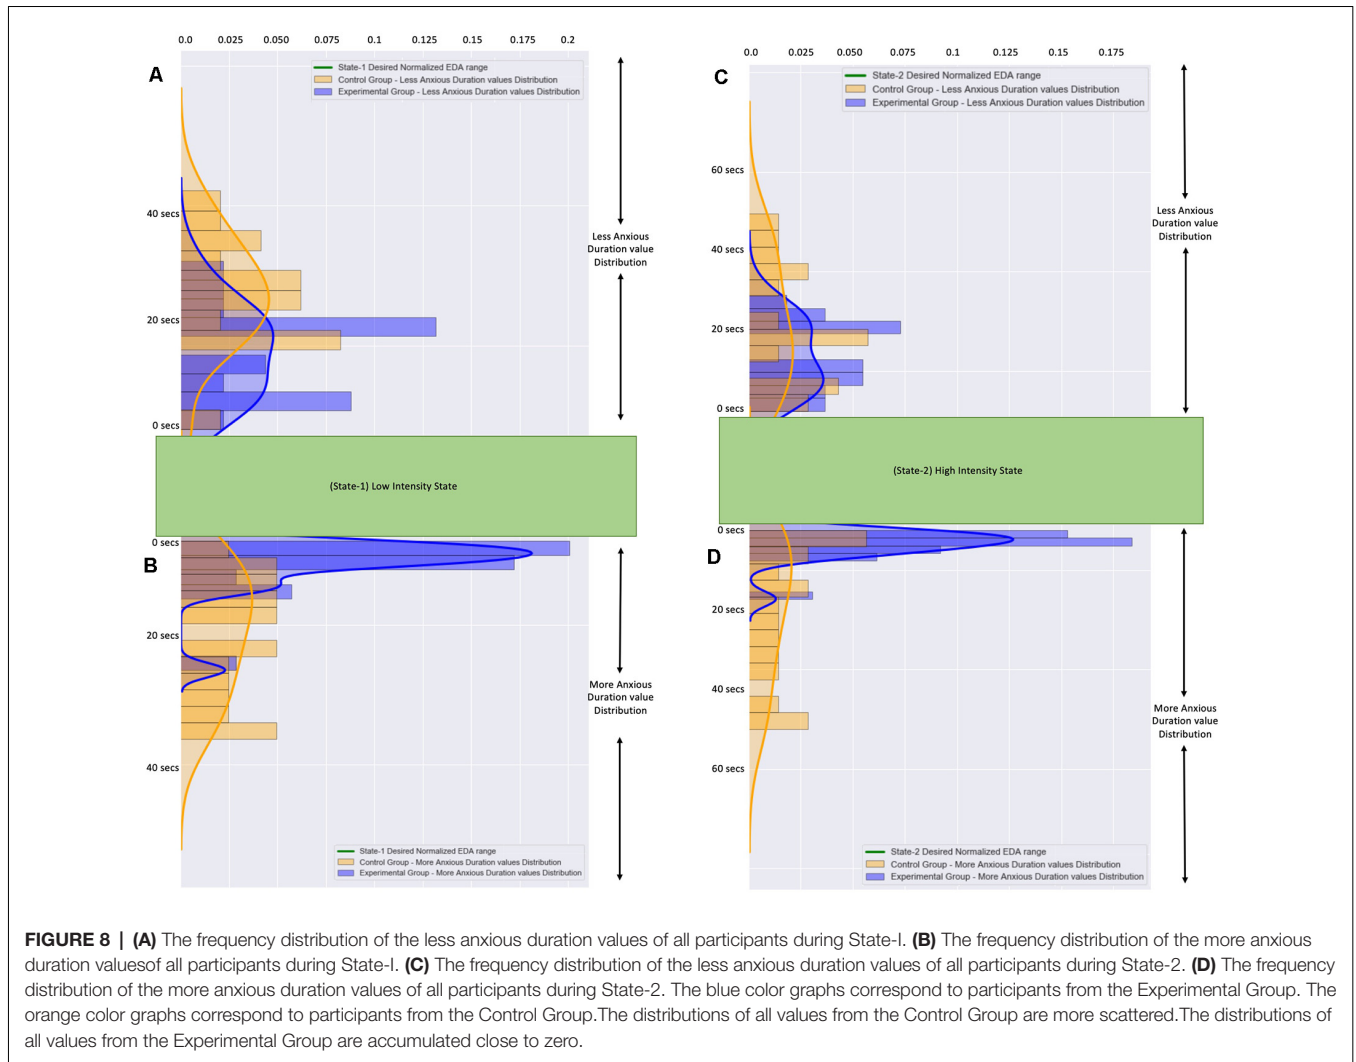 0.0 0.025 0.050 0.075 0.1 0.125 0.15 0.175 0.2
A
State-1 Desired Normalized EDA range
Control Group - Less Anxious Duration values Distribution
Experimental Group - Less Anxious Duration values Distribution
40 secs
20 secs
0 secs
Less Anxious
Duration value
Distribution
(State-1) Low Intensity State
0 secs
B
20 secs
40 secs
More Anxious
Duration value
Distribution
State-1 Desired Normalized EDA range
Control Group - More Anxious Duration values Distribution
Experimental Group - More Anxious Duration values Distribution
0.0 0.025 0.050 0.075 0.1 0.125 0.15 0.175
C
State-2 Desired Normalized EDA range
Control Group - Less Anxious Duration values Distribution
Experimental Group - Less Anxious Duration values Distribution
60 secs
40 secs
20 secs
0 secs
Less Anxious
Duration value
Distribution
(State-2) High Intensity State
0 secs
D
20 secs
40 secs
60 secs
More Anxious
Duration value
Distribution
State-2 Desired Normalized EDA range
Control Group - More Anxious Duration values Distribution
Experimental Group - More Anxious Duration values Distribution
FIGURE 8 | (A) The frequency distribution of the less anxious duration values of all participants during State-I. (B) The frequency distribution of the more anxious
duration valuesof all participants during State-I. (C) The frequency distribution of the less anxious duration values of all participants during State-2. (D) The frequency
distribution of the more anxious duration values of all participants during State-2. The blue color graphs correspond to participants from the Experimental Group. The
orange color graphs correspond to participants from the Control Group.The distributions of all values from the Control Group are more scattered.The distributions of
all values from the Experimental Group are accumulated close to zero.